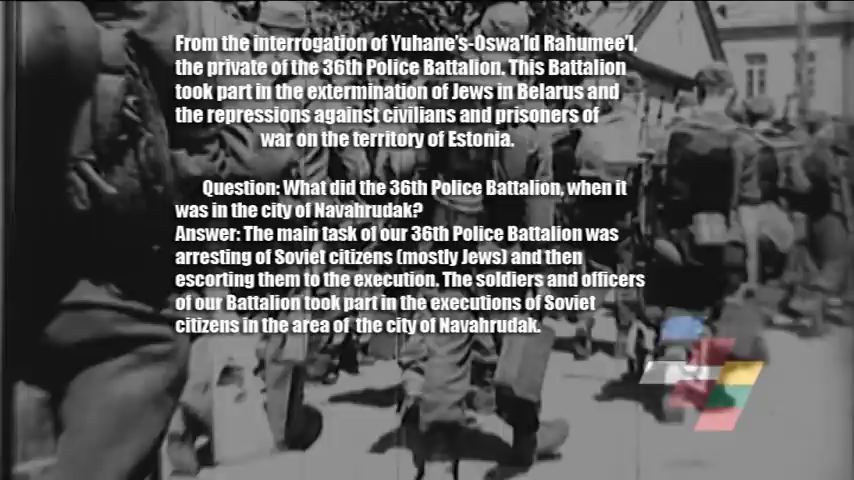 From the interrogation of Yuhane's-Oswa'ld Rahumee'l,
the private of the 36th Police Battalion. This Battalion
took part in the extermination of Jews in Belarus and
the repressions against civilians and prisoners of
war on the territory of Estonia.
Question: What did the 36th Police Battalion, when it
was in the city of Navahrudak?
Answer: The main task of our 36th Police Battalion was
arresting of Soviet citizens (mostly Jews) and then
escorting them to the execution. The soldiers and officers
of our Battalion took part in the executions of Soviet
citizens in the area of the city of Navahrudak.